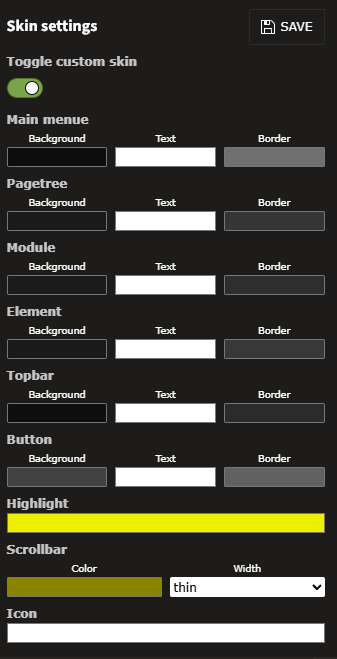 Skin settings
SAVE
Toggle custom skin
Main menue
Background Text Border
Pagetree
Background Text Border
Module
Background Text Border
Element
Background Text Border
Topbar
Background Text Border
Button
Background Text Border
Highlight
Scrollbar
Color Width
thin
Icon